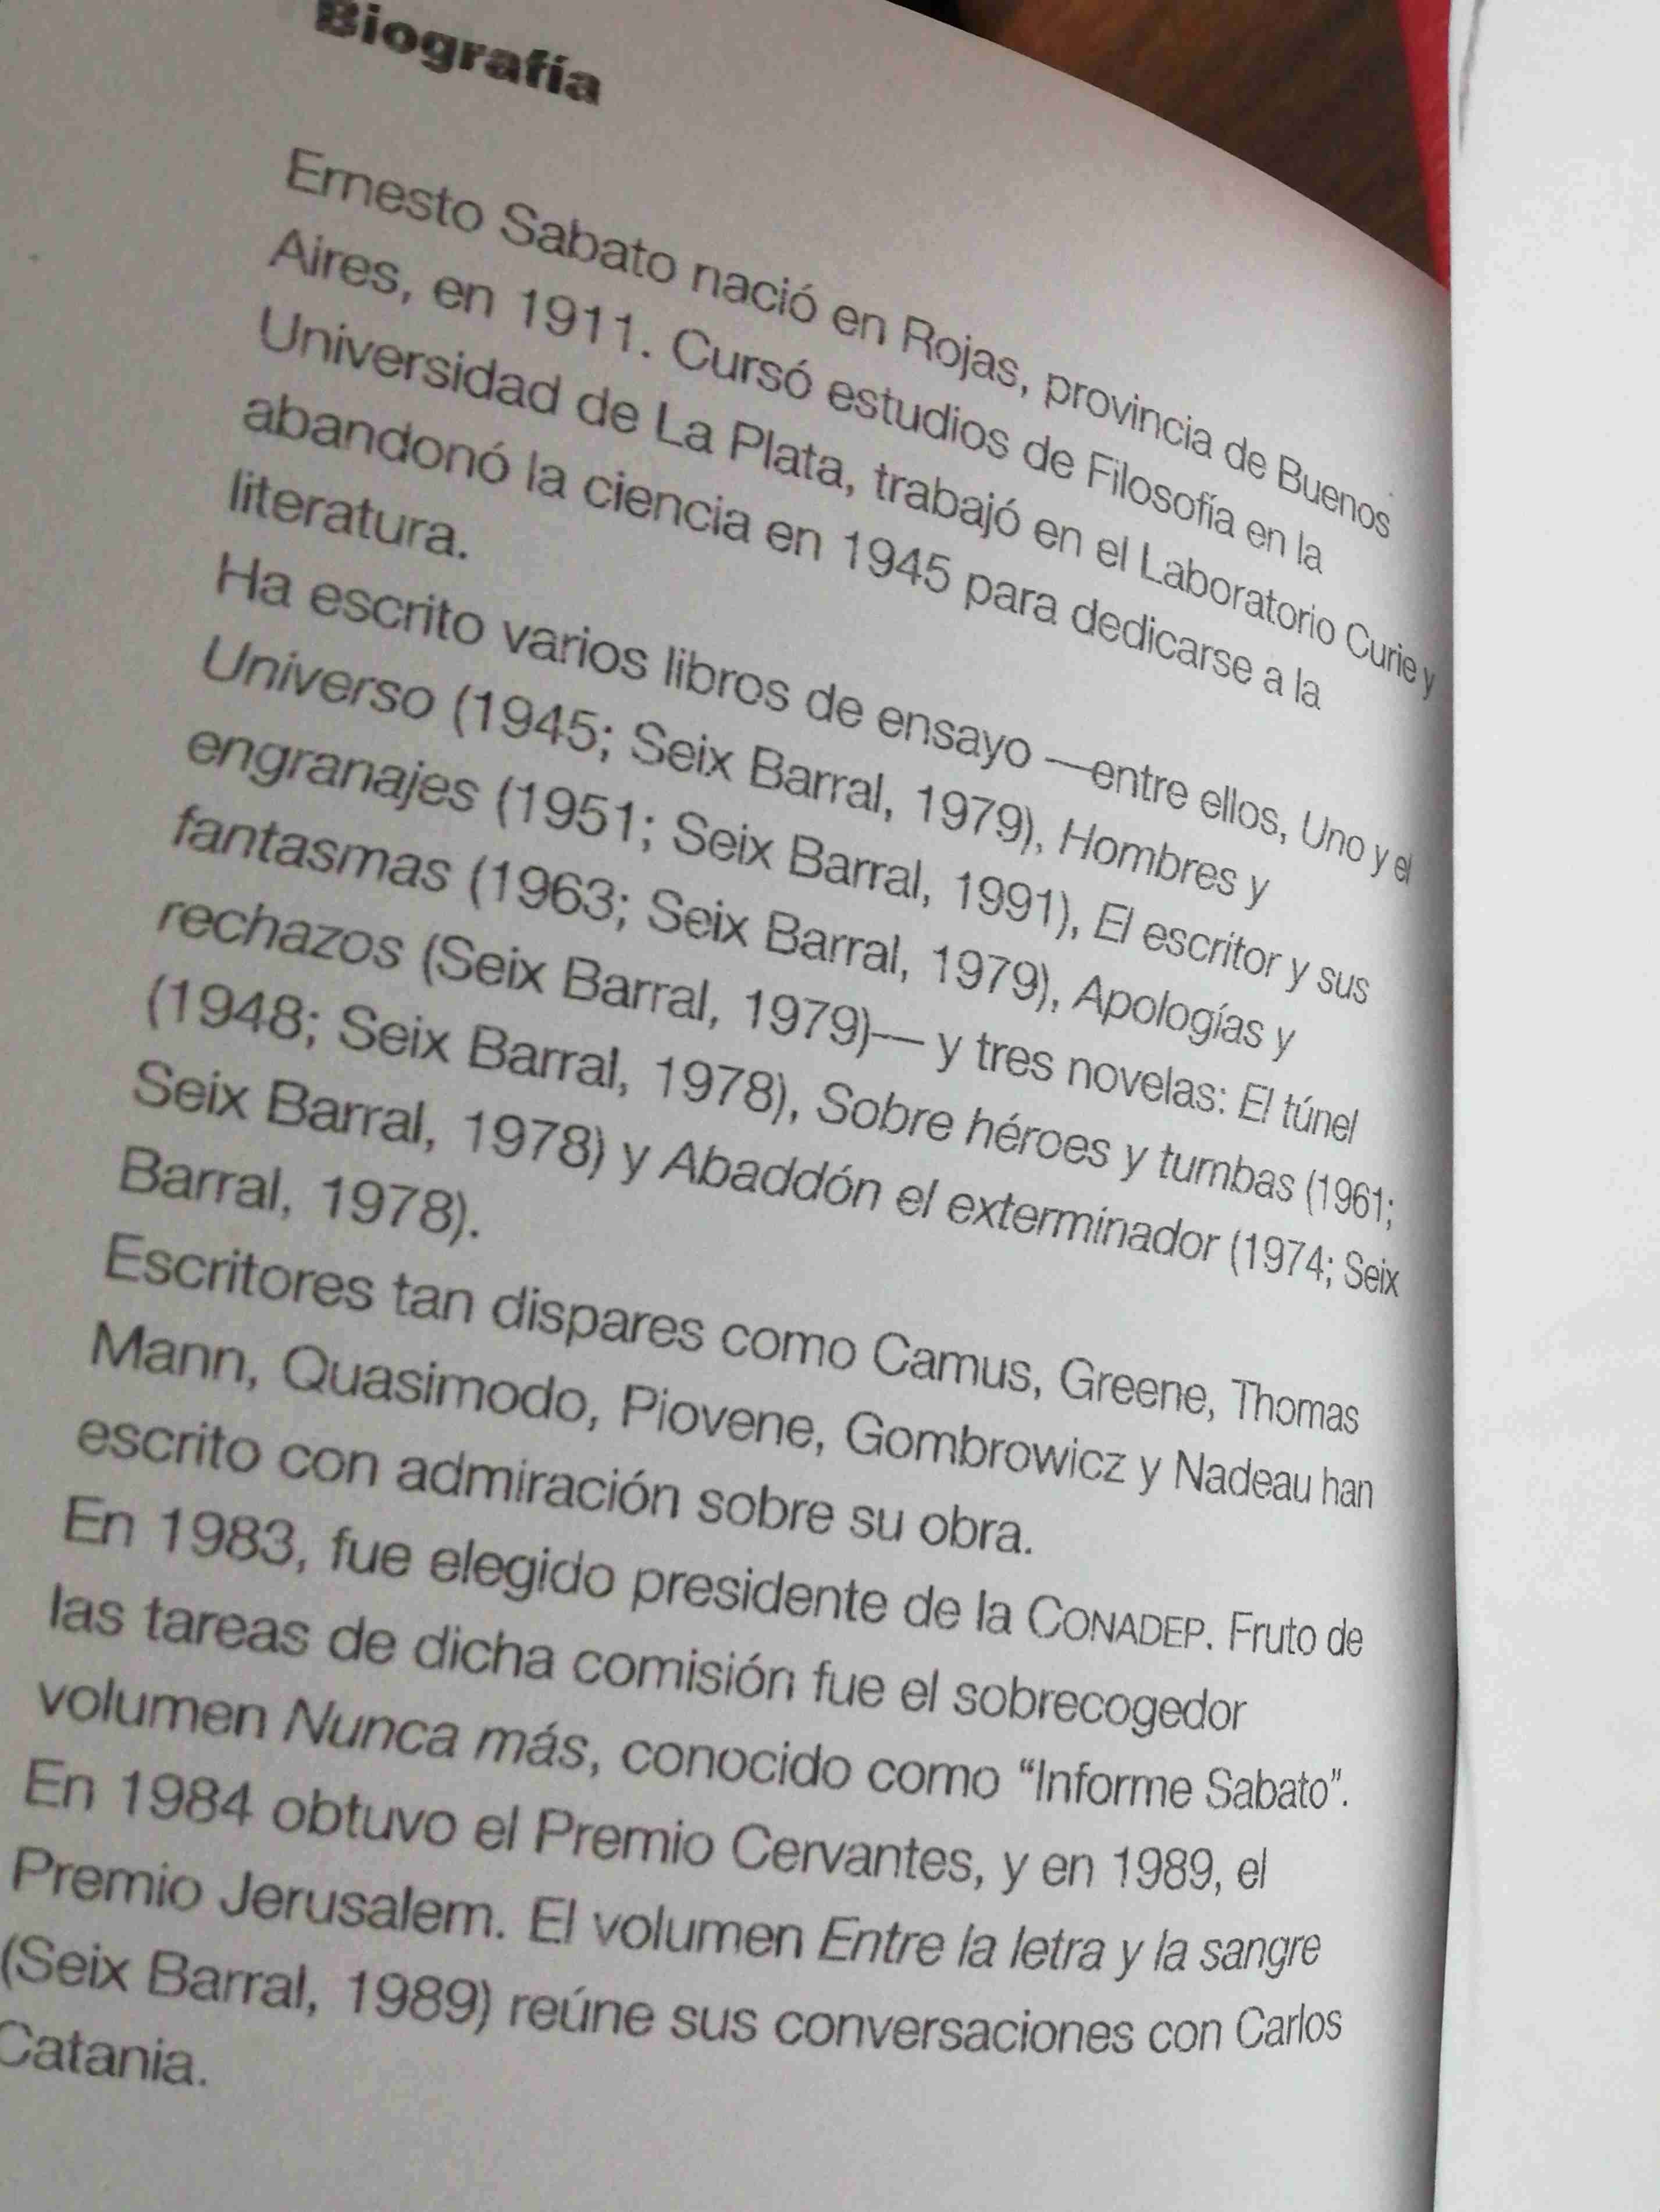 Biografía
Ernesto Sabato nació en Rojas, provincia de Buenos
Aires, en 1911. Cursó estudios de Filosofía en la
Universidad de La Plata, trabajó en el Laboratorio Curie y
abandonó la ciencia en 1945 para dedicarse a la
literatura.
Ha escrito varios libros de ensayo —entre ellos, Uno y el
Universo (1945; Seix Barral, 1979), Hombres y
engranajes (1951; Seix Barral, 1991), El escritor y sus
fantasmas (1963; Seix Barral, 1979), Apologías y
rechazos (Seix Barral, 1979)— y tres novelas: El túnel
(1948; Seix Barral, 1978), Sobre héroes y tumbas (1961;
Seix Barral, 1978) y Abaddón el exterminador (1974; Seix
Barral, 1978).
Escritores tan dispares como Camus, Greene, Thomas
Mann, Quasimodo, Piovene, Gombrowicz y Nadeau han
escrito con admiración sobre su obra.
En 1983, fue elegido presidente de la CONADEP. Fruto de
las tareas de dicha comisión fue el sobrecogedor
volumen Nunca más, conocido como “Informe Sabato”.
En 1984 obtuvo el Premio Cervantes, y en 1989, el
Premio Jerusalem. El volumen Entre la letra y la sangre
(Seix Barral, 1989) reúne sus conversaciones con Carlos
Catania.